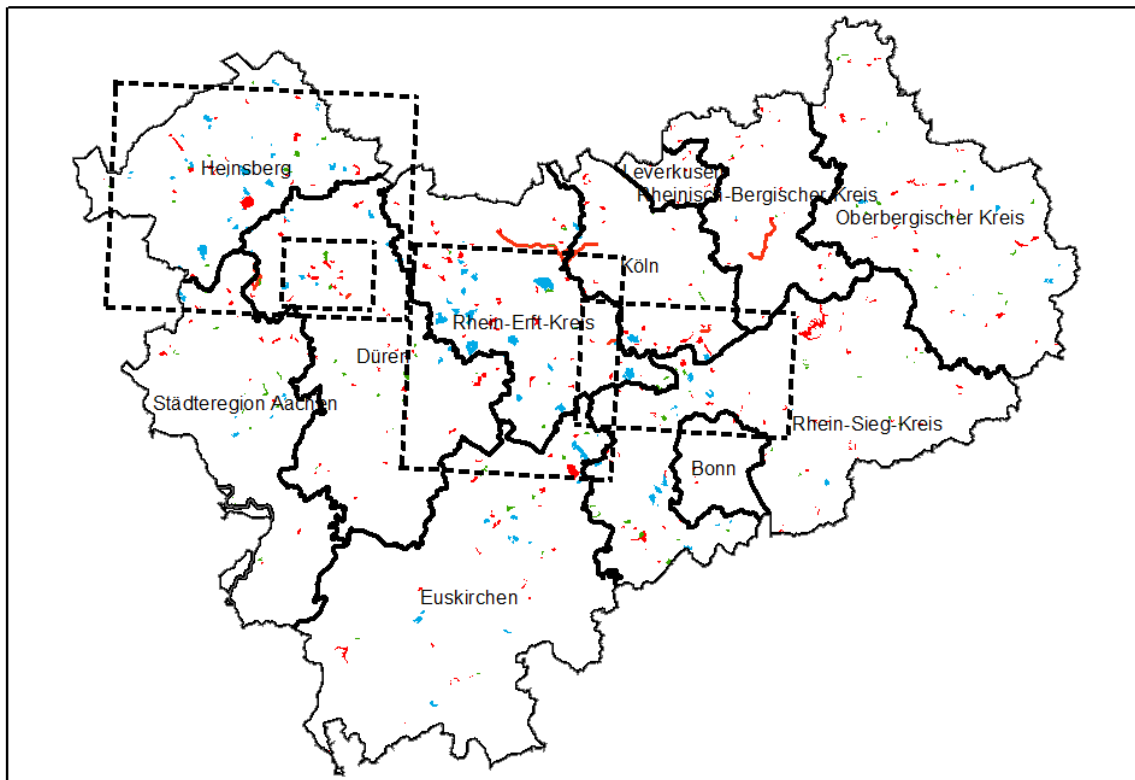 Heinsberg
Leverkusen
Rheinisch-Bergischer Kreis
Oberbergischer Kreis
Köln
Rhein-Erft-Kreis
Düren
Städteregion Aachen
Rhein-Sieg-Kreis
Bonn
Euskirchen